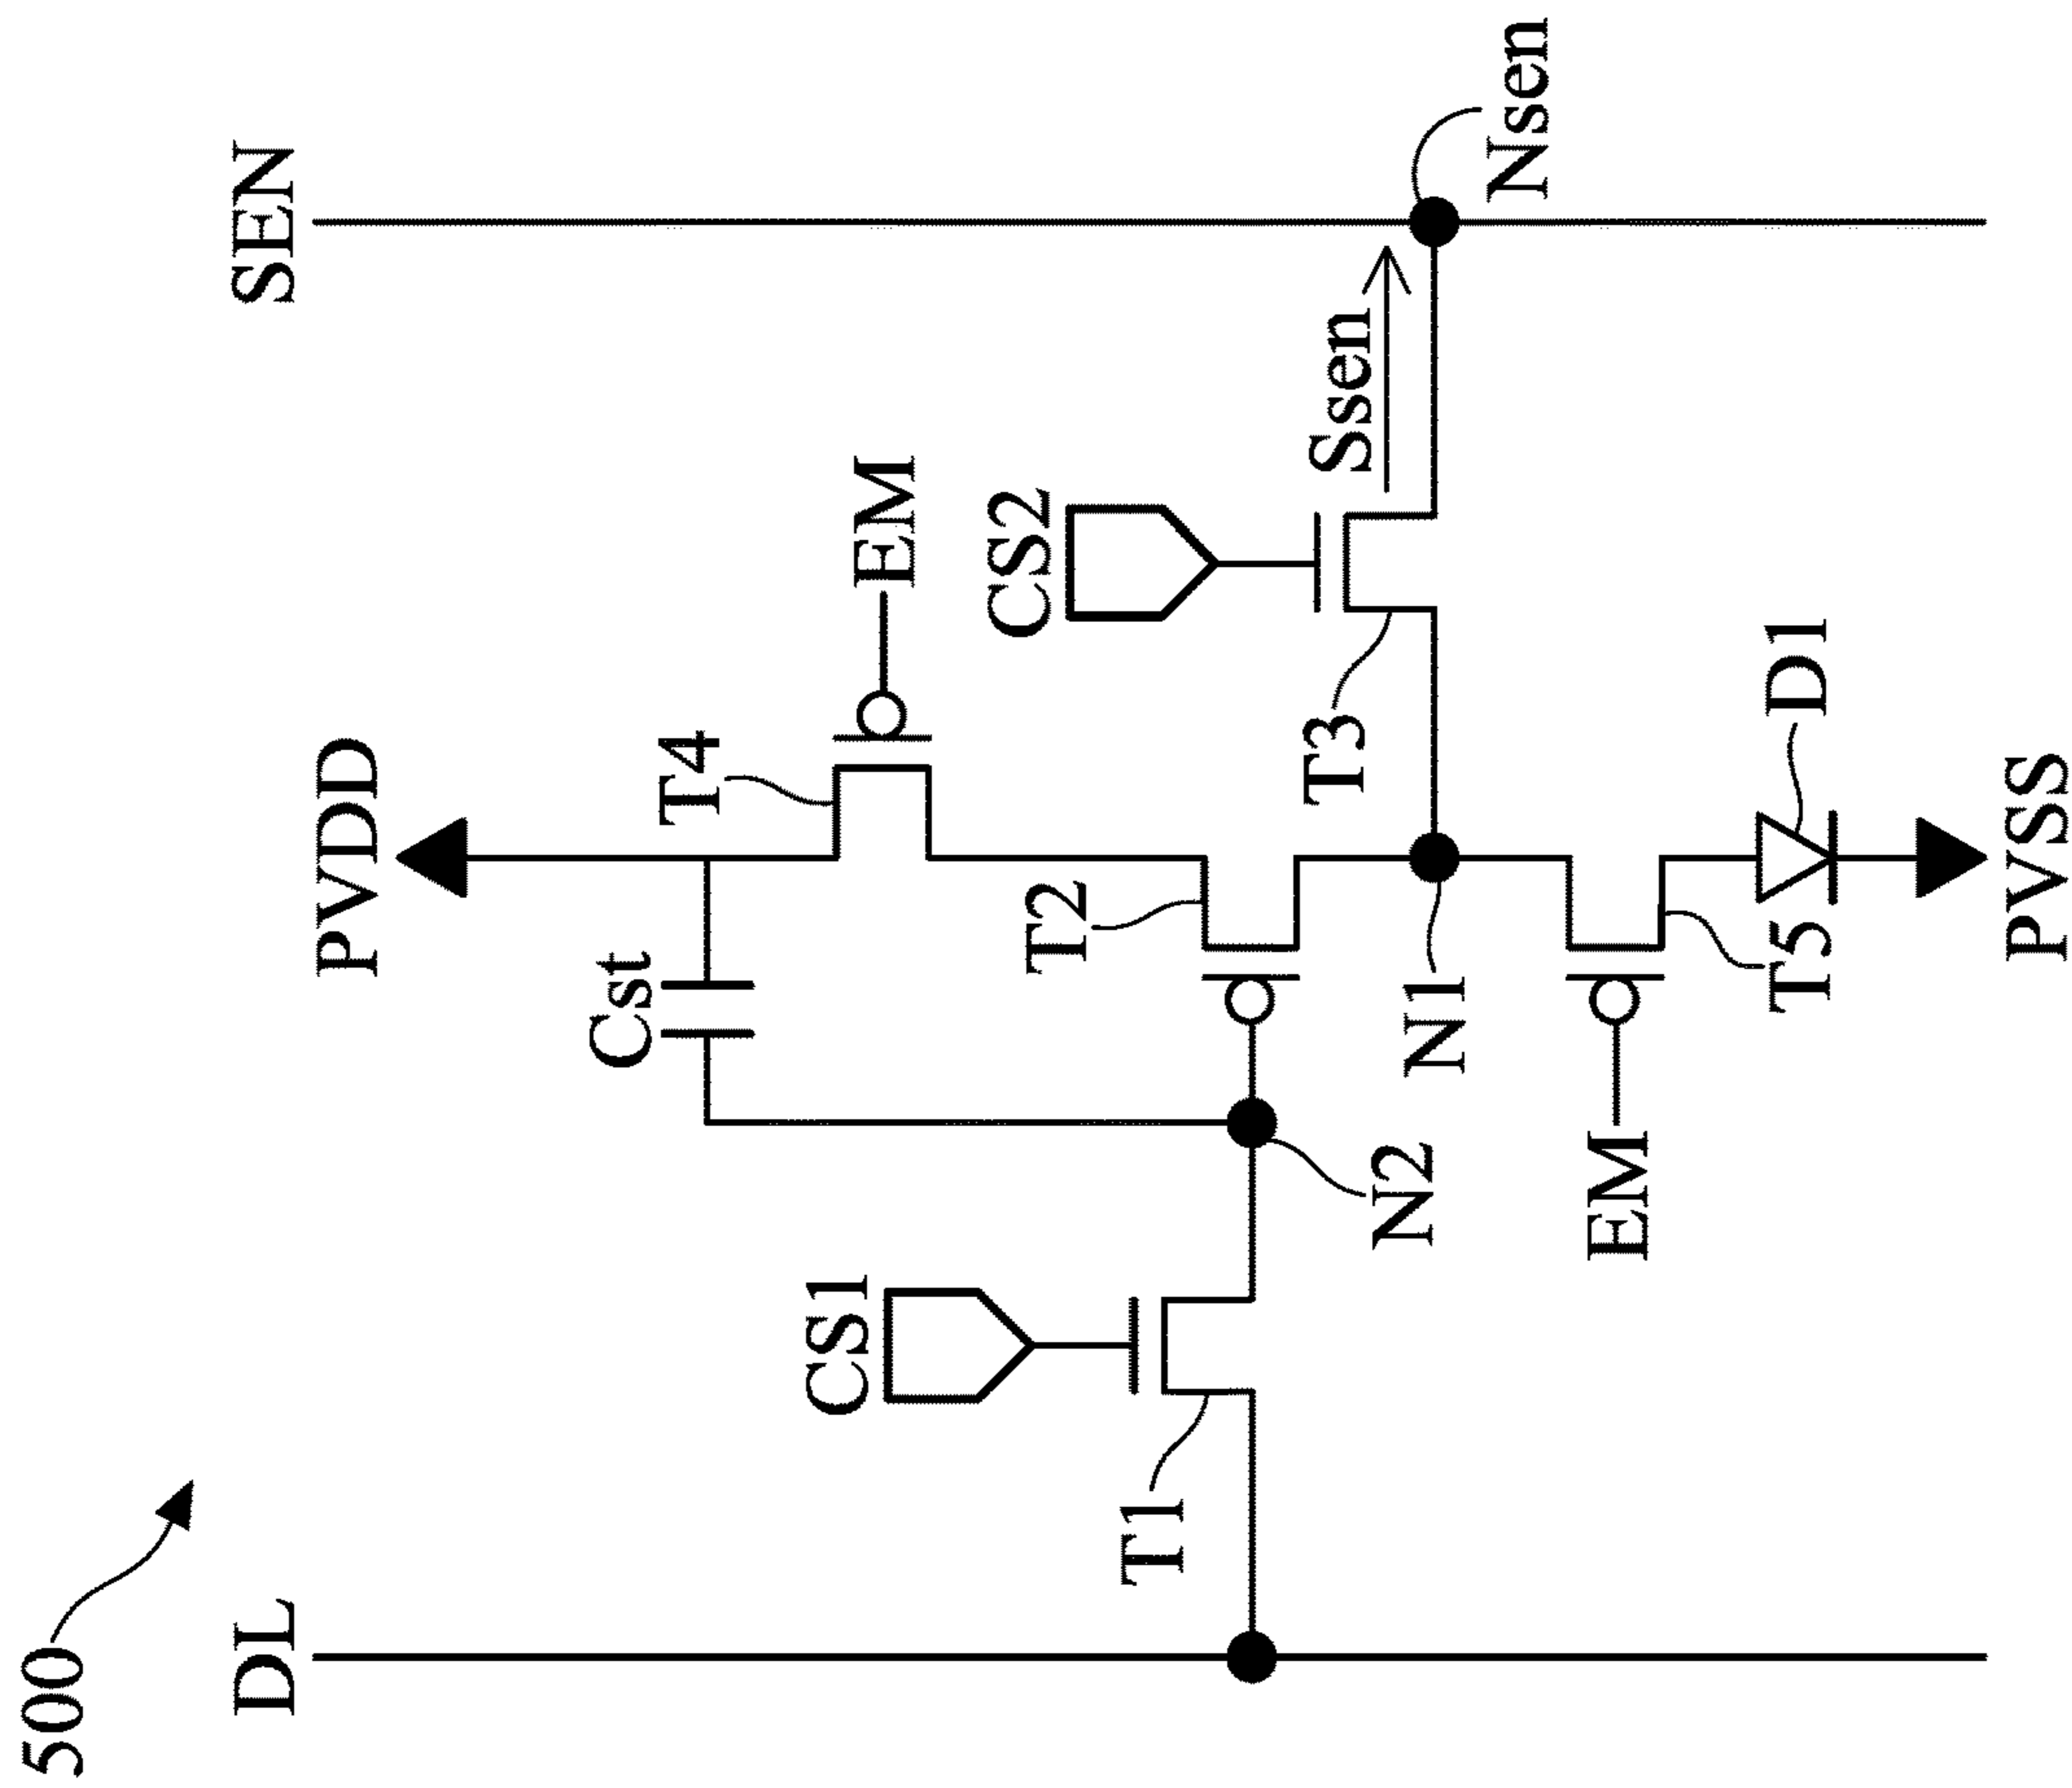 500
DL
SEN
PVDD
Cst
T4
EM
CS1
CS2
T1
T2
T3
Ssen
Nsen
N2
N1
EM
T5
D1
PVSS